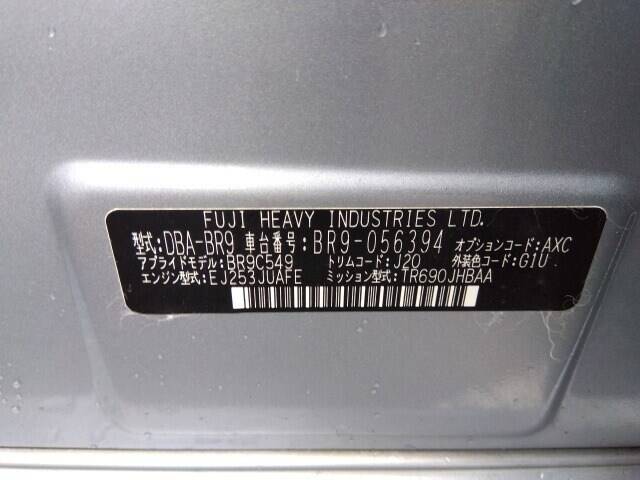 FUJI HEAVY INDUSTRIES LTD.
型式:DBA-BR9 車台番号:BR9-056394 オプションコード:AXC
アプライドモデル:BR9C549 トリムコード:J20 外装色コード:G1U
エンジン型式:EJ253JUAFE ミッション型式:TR690JHBAA